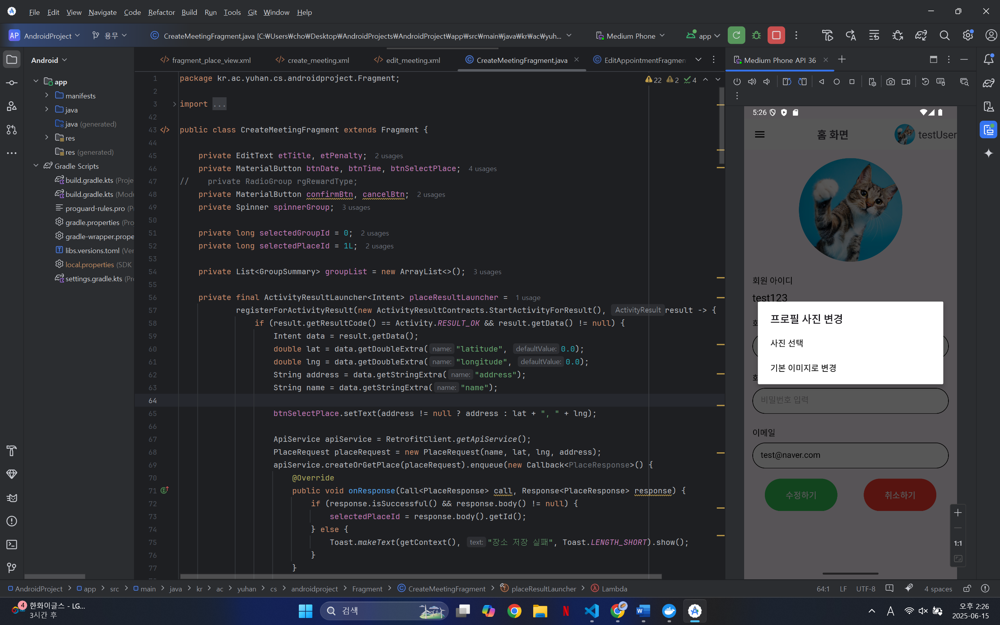 File Edit View Navigate Code Refactor Build Run Tools Git Window Help
AP AndroidProject 용무 CreateMeetingFragment.java [C:₩Users₩cho₩Desktop₩AndroidProjects₩AndroidProject₩app₩src₩main₩java₩kr₩ac₩yuh... Medium Phone app
Android
app
manifests
java
java (generated)
res
res (generated)
Gradle Scripts
build.gradle.kts (Proje
build.gradle.kts (Modu
proguard-rules.pro (Pr
gradle.properties (Pro
gradle-wrapper.prope
libs.versions.toml (Ver
local.properties (SDK
settings.gradle.kts (Pro
fragment_place_view.xml create_meeting.xml edit_meeting.xml CreateMeetingFragment.java EditAppointmentFragmen
22 2 4
1 package kr.ac.yuhan.cs.androidproject.Fragment;
2
3 import ...
42
43 public class CreateMeetingFragment extends Fragment {
44
45 private EditText etTitle, etPenalty; 2 usages
46 private MaterialButton btnDate, btnTime, btnSelectPlace; 4 usages
47 // private RadioGroup rgRewardType;
48 private MaterialButton confirmBtn, cancelBtn; 2 usages
49 private Spinner spinnerGroup; 3 usages
50
51 private long selectedGroupId = 0; 2 usages
52 private long selectedPlaceId = 1L; 2 usages
53
54 private List<GroupSummary> groupList = new ArrayList<>(); 3 usages
55
56 private final ActivityResultLauncher<Intent> placeResultLauncher = 1 usage
57 registerForActivityResult(new ActivityResultContracts.StartActivityForResult(), ActivityResult result -> {
58 if (result.getResultCode() == Activity.RESULT_OK && result.getData() != null) {
59 Intent data = result.getData();
60 double lat = data.getDoubleExtra( name: "latitude", defaultValue: 0.0);
61 double lng = data.getDoubleExtra( name: "longitude", defaultValue: 0.0);
62 String address = data.getStringExtra( name: "address");
63 String name = data.getStringExtra( name: "name");
64
65 btnSelectPlace.setText(address != null ? address : lat + ", " + lng);
66
67 ApiService apiService = RetrofitClient.getApiService();
68 PlaceRequest placeRequest = new PlaceRequest(name, lat, lng, address);
69 apiService.createOrGetPlace(placeRequest).enqueue(new Callback<PlaceResponse>() {
70 @Override
71 public void onResponse(Call<PlaceResponse> call, Response<PlaceResponse> response) {
72 if (response.isSuccessful() && response.body() != null) {
73 selectedPlaceId = response.body().getId();
74 } else {
75 Toast.makeText(getContext(), text: "장소 저장 실패", Toast.LENGTH_SHORT).show();
76 }
77 }
Medium Phone API 36
5:26
홈 화면 testUser
회원 아이디
test123
프로필 사진 변경
사진 선택
기본 이미지로 변경
비밀번호 입력
이메일
test@naver.com
수정하기 취소하기
1:1
AndroidProject > app > src > main > java > kr > ac > yuhan > cs > androidproject > Fragment > CreateMeetingFragment > placeResultLauncher > Lambda
64:1 LF UTF-8 4 spaces
4 한화이글스 - LG...
3시간 후
검색
A 오후 2:26
2025-06-15